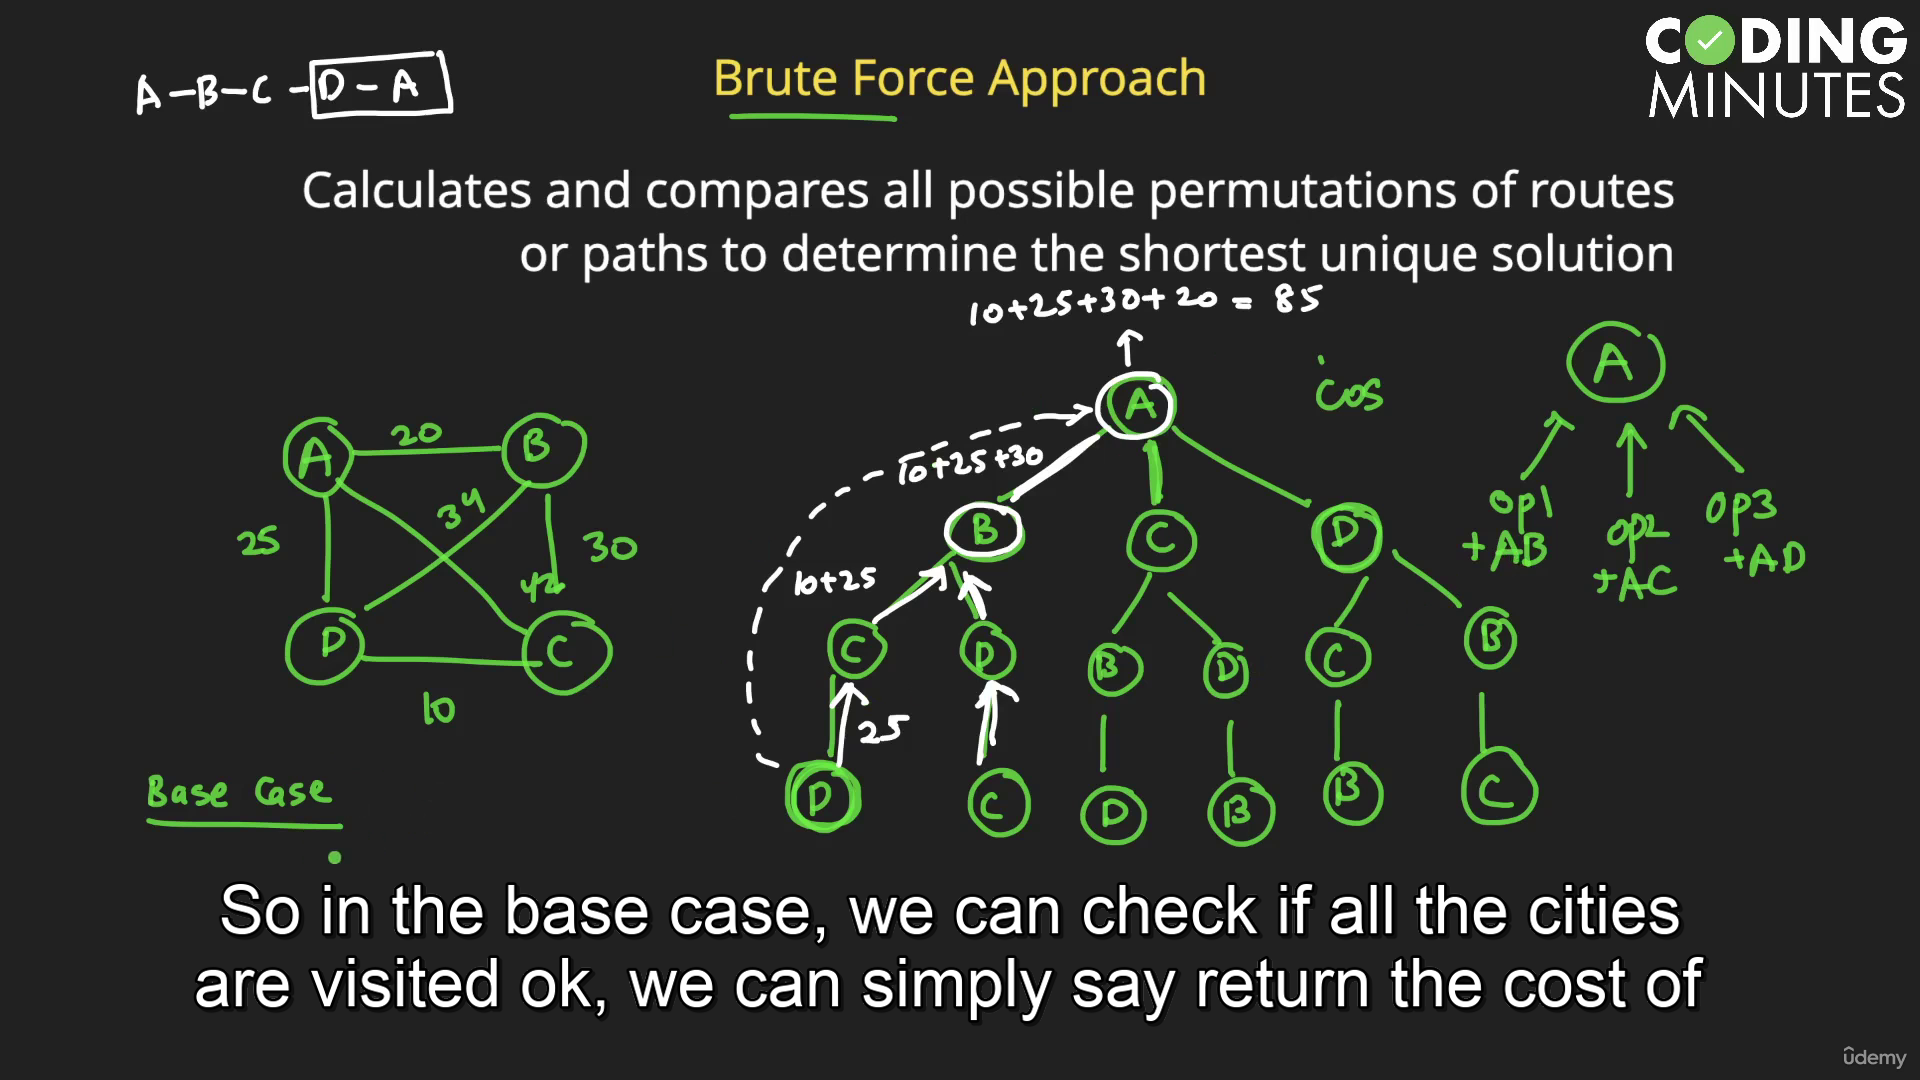 CODING
MINUTES
A-B-C-D-A
Brute Force Approach
Calculates and compares all possible permutations of routes
or paths to determine the shortest unique solution
10+25+30+20 = 85
A
cos
A
10+25+30
A
20
B
34
25
30
42
D
C
10
B
C
D
op1
+AB
op2
+AC
op3
+AD
10+25
C
D
B
D
C
B
25
D
C
D
B
B
C
Base Case
So in the base case, we can check if all the cities
are visited ok, we can simply say return the cost of
ûdemy